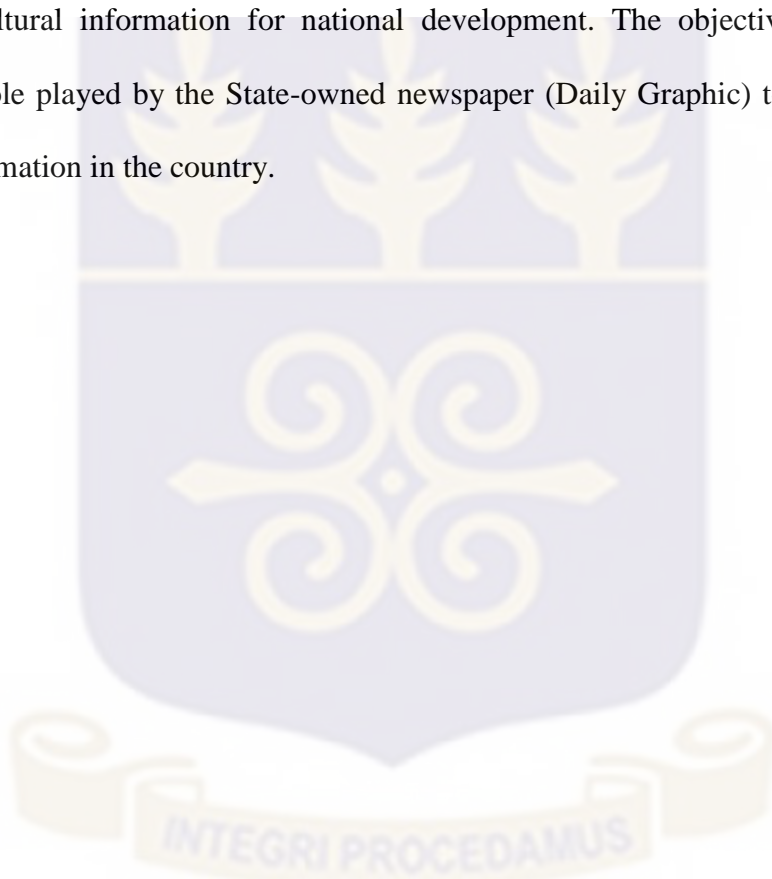 ltural information for national development. The objectiv
ole played by the State-owned newspaper (Daily Graphic) t
mation in the country.
INTEGRI PROCEDAMUS